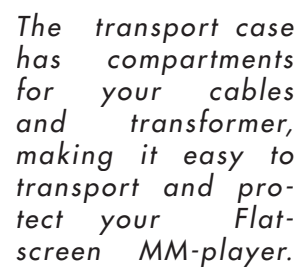 The transport case
has compartments
for your cables
and transformer,
making it easy to
transport and pro-
tect your Flat-
screen MM-player.